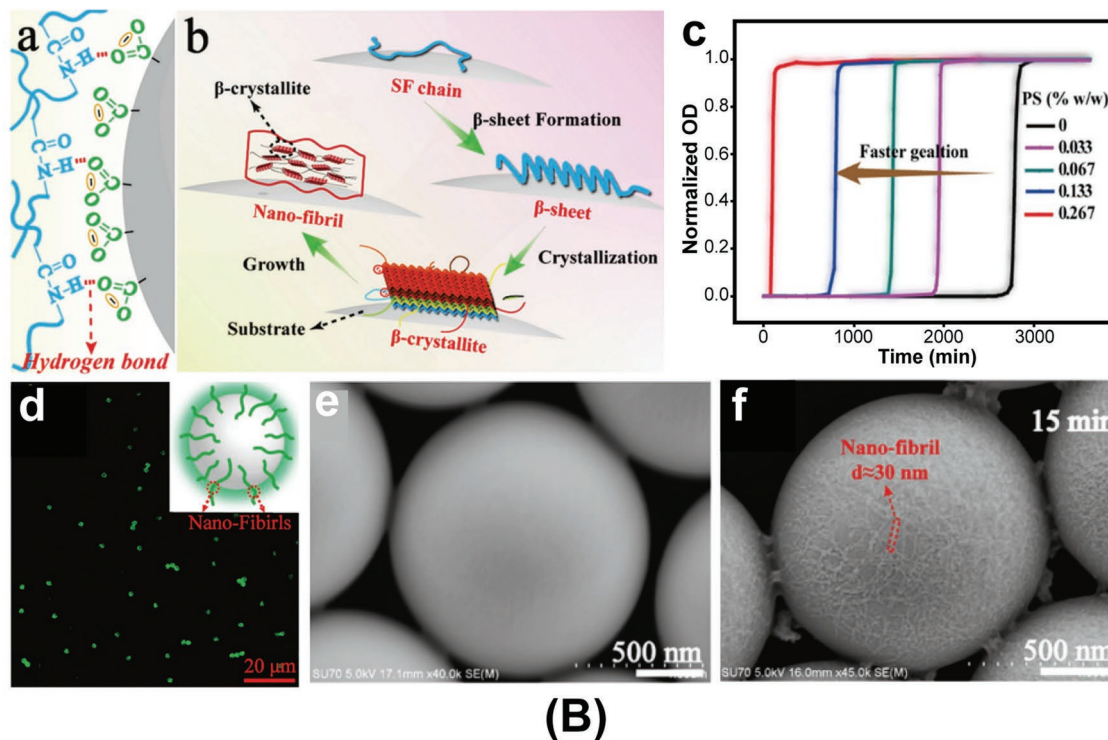 a
C=O
N-H
O
C
O
Hydrogen bond
b
SF chain
β-crystallite
β-sheet Formation
Nano-fibril
β-sheet
Growth
Crystallization
Substrate
β-crystallite
c
Normalized OD
1.0
0.8
0.6
0.4
0.2
0.0
Faster gealtion
PS (% w/w)
0
0.033
0.067
0.133
0.267
0
1000
2000
3000
Time (min)
d
Nano-Fibirls
20 μm
e
500 nm
SU70 5.0kV 17.1mm x40.0k SE(M)
f
15 min
Nano-fibril
d≈30 nm
500 nm
SU70 5.0kV 16.0mm x45.0k SE(M)
(B)